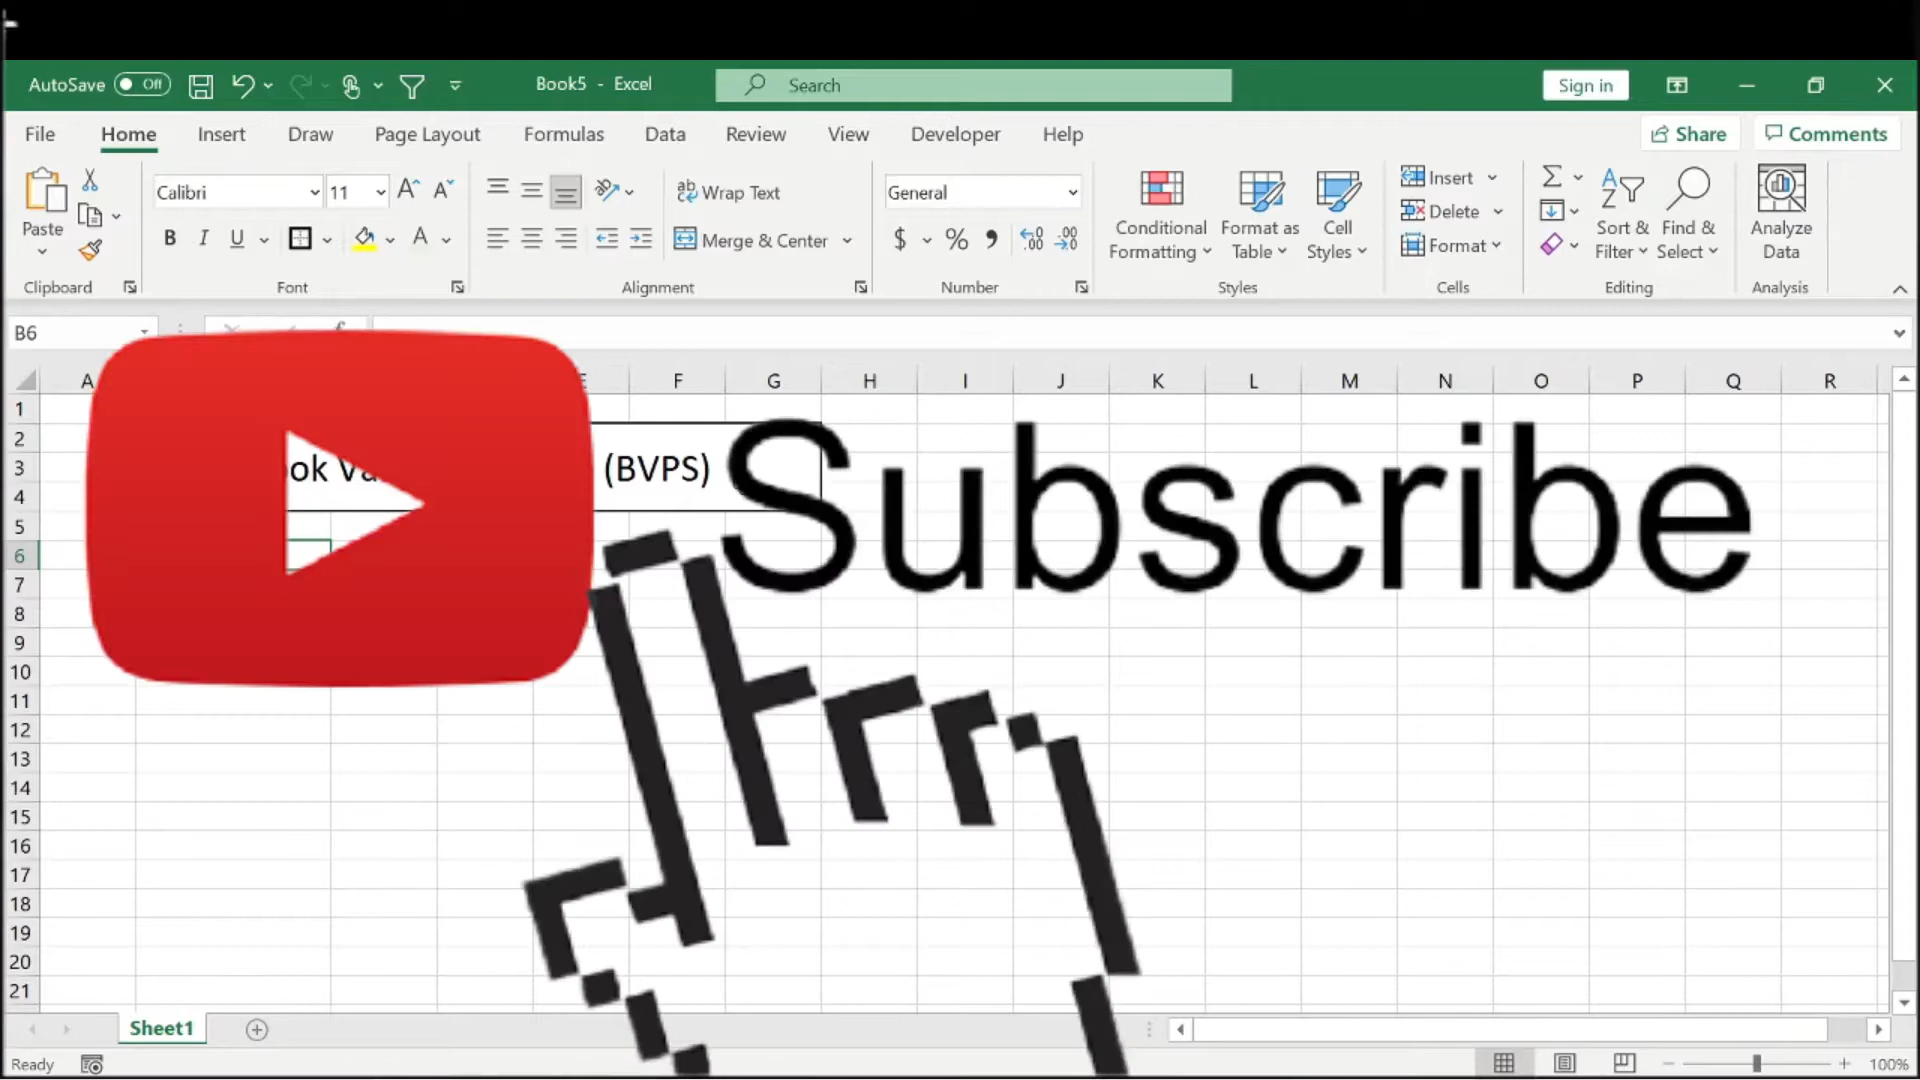 AutoSave Off Book5 - Excel Search Sign in
File Home Insert Draw Page Layout Formulas Data Review View Developer Help Share Comments
Paste Calibri 11 Wrap Text General Conditional Formatting Format as Table Cell Styles Insert Sort & Filter Find & Select Analyze Data
B I U A Merge & Center $ % Delete
Format
Clipboard Font Alignment Number Styles Cells Editing Analysis
B6
A E F G H I J K L M N O P Q R
1
2
3 ook Va (BVPS) Subscribe
4
5
6
7
8
9
10
11
12
13
14
15
16
17
18
19
20
21
Sheet1
Ready 100%